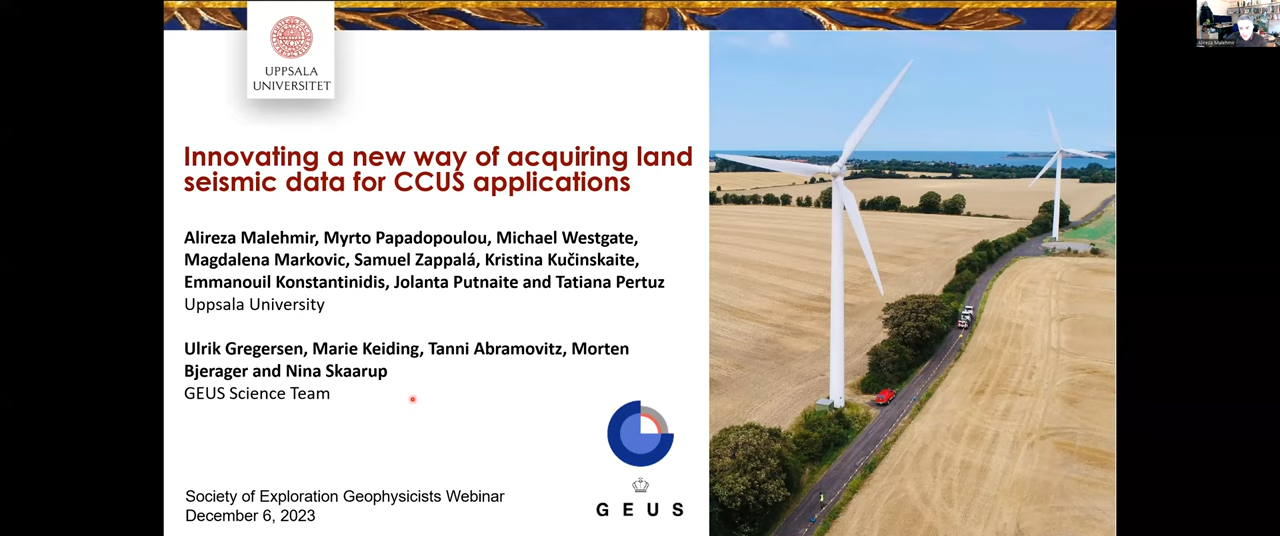 Alireza Malehmir
UPPSALA
UNIVERSITET
Innovating a new way of acquiring land
seismic data for CCUS applications
Alireza Malehmir, Myrto Papadopoulou, Michael Westgate,
Magdalena Markovic, Samuel Zappalá, Kristina Kučinskaite,
Emmanouil Konstantinidis, Jolanta Putnaite and Tatiana Pertuz
Uppsala University
Ulrik Gregersen, Marie Keiding, Tanni Abramovitz, Morten
Bjerager and Nina Skaarup
GEUS Science Team
Society of Exploration Geophysicists Webinar
December 6, 2023
GEUS